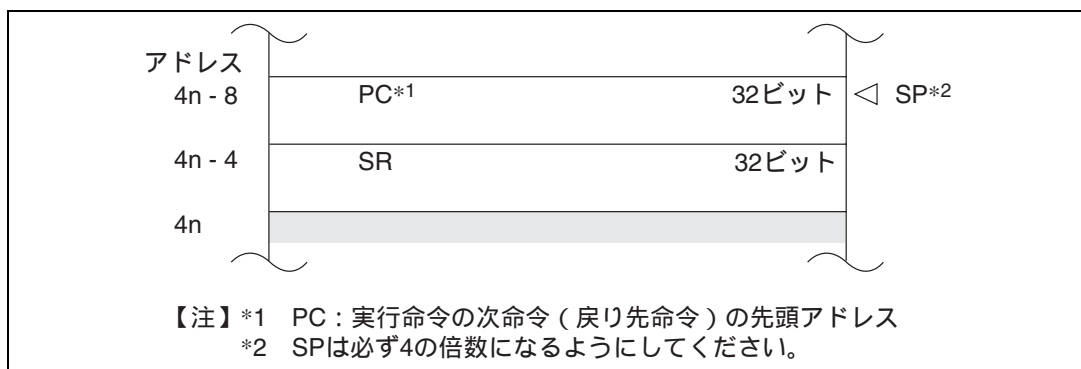 アドレス
4n - 8 PC*1 32ビット SP*2
4n - 4 SR 32ビット
4n
【注】*1 PC：実行命令の次命令（戻り先命令）の先頭アドレス
*2 SPは必ず4の倍数になるようにしてください。